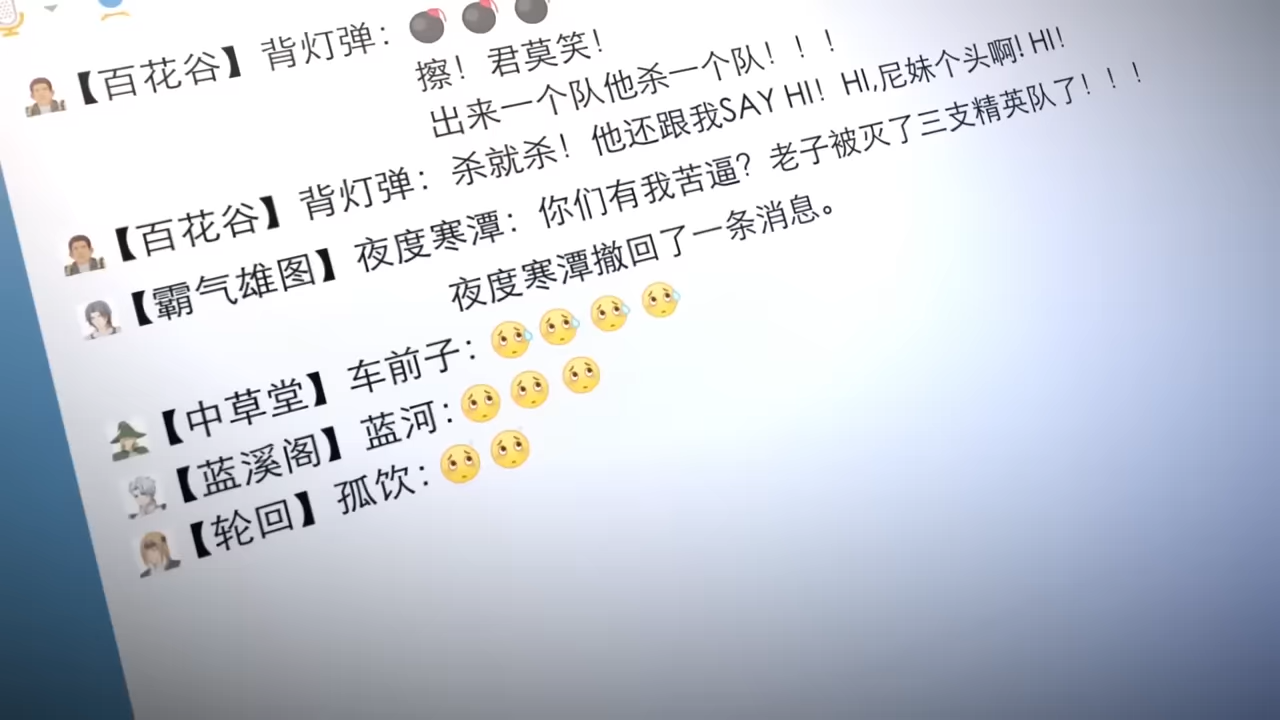 【百花谷】背灯弹：💣💣💣
擦！君莫笑！
出来一个队他杀一个队！！！
【百花谷】背灯弹：杀就杀！他还跟我SAY HI！HI,尼妹个头啊！HI！
【霸气雄图】夜度寒潭：你们有我苦逼？老子被灭了三支精英队了！！！
夜度寒潭撤回了一条消息。
【中草堂】车前子：😥😥😥😥
【蓝溪阁】蓝河：😟😟😟
【轮回】孤饮：😟😟